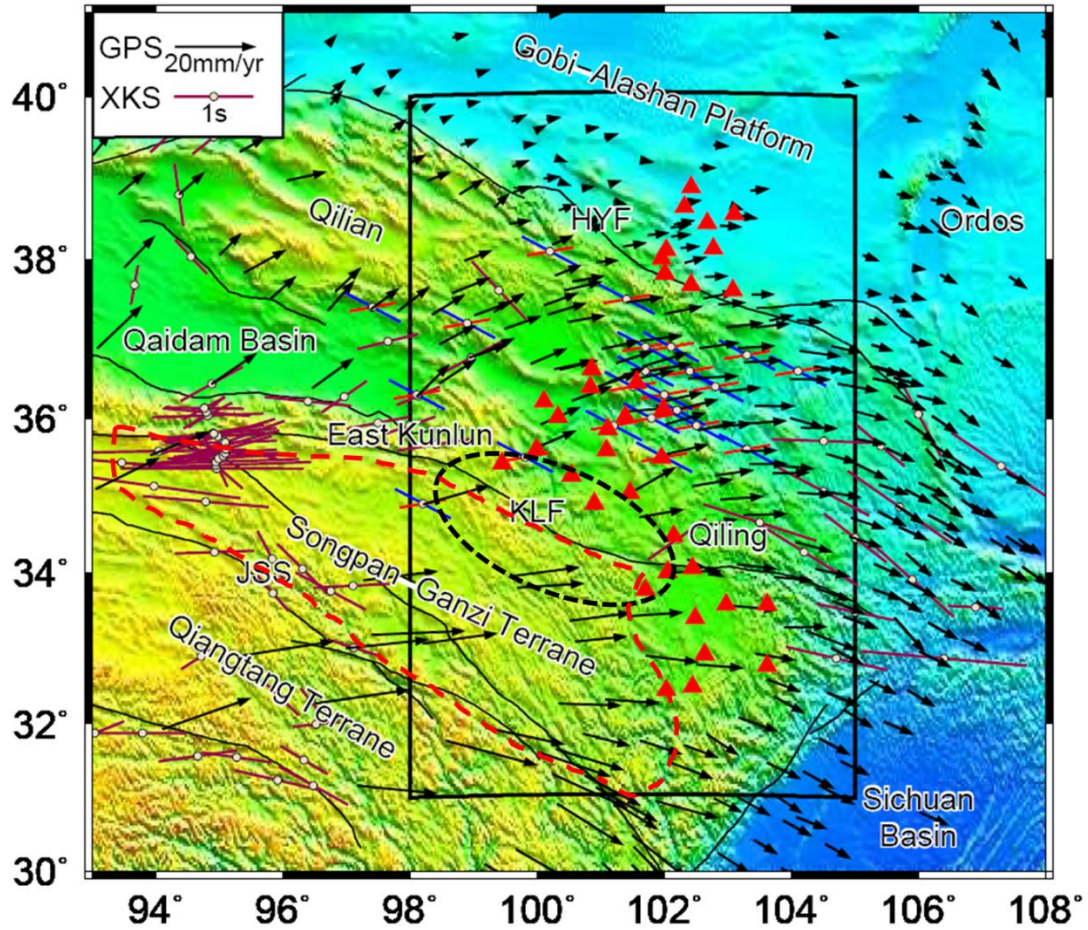 GPS
20mm/yr
XKS
1s
Gobi–Alashan Platform
40°
38°
36°
34°
32°
30°
Qilian
HYF
Ordos
Qaidam Basin
East Kunlun
KLF
Qiling
Songpan–Ganzi Terrane
JSS
Qiangtang Terrane
Sichuan
Basin
94° 96° 98° 100° 102° 104° 106° 108°